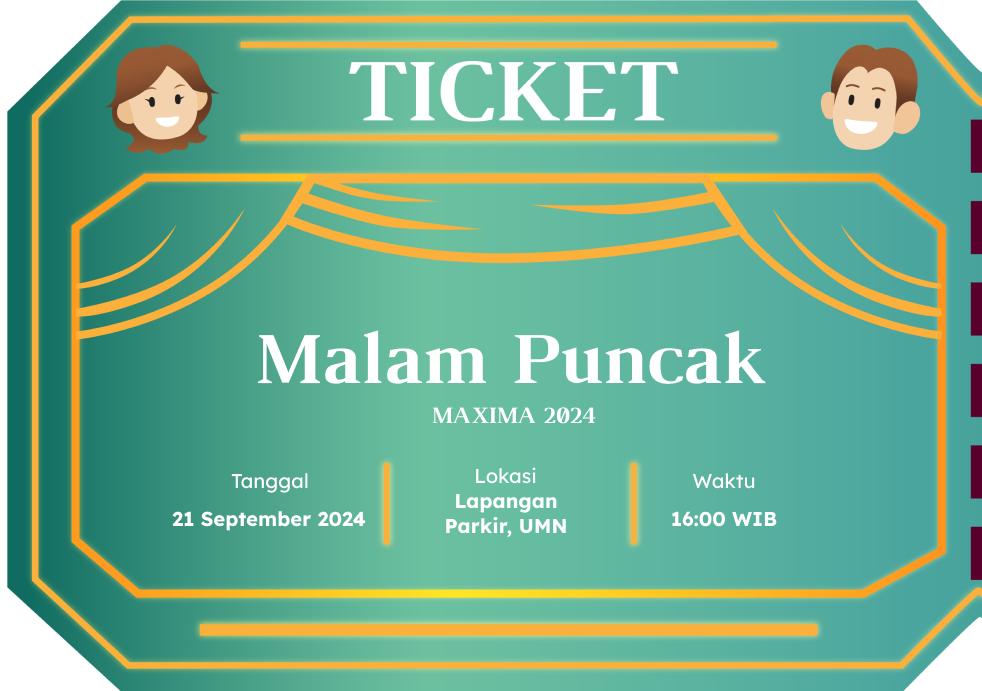 TICKET
Malam Puncak
MAXIMA 2024
Tanggal
21 September 2024
Lokasi
Lapangan
Parkir, UMN
Waktu
16:00 WIB